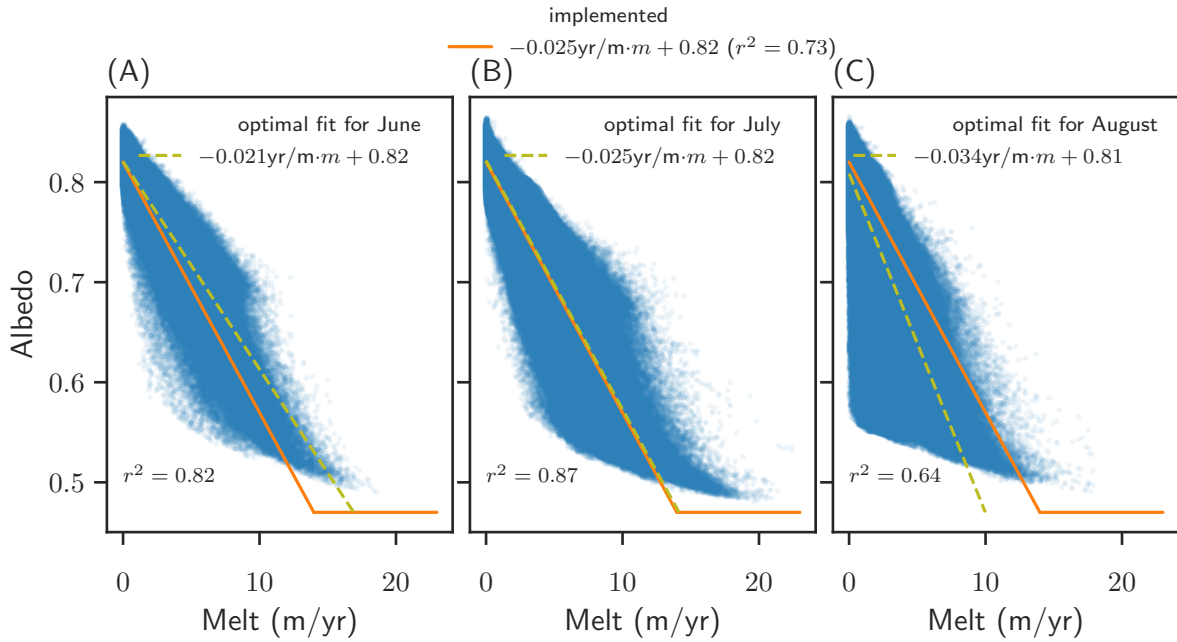 implemented
−0.025yr/m·m + 0.82 (r² = 0.73)
(A)
(B)
(C)
optimal fit for June
−0.021yr/m·m + 0.82
optimal fit for July
−0.025yr/m·m + 0.82
optimal fit for August
−0.034yr/m·m + 0.81
0.8
0.7
0.6
0.5
Albedo
r² = 0.82
r² = 0.87
r² = 0.64
0 10 20
0 10 20
0 10 20
Melt (m/yr)
Melt (m/yr)
Melt (m/yr)